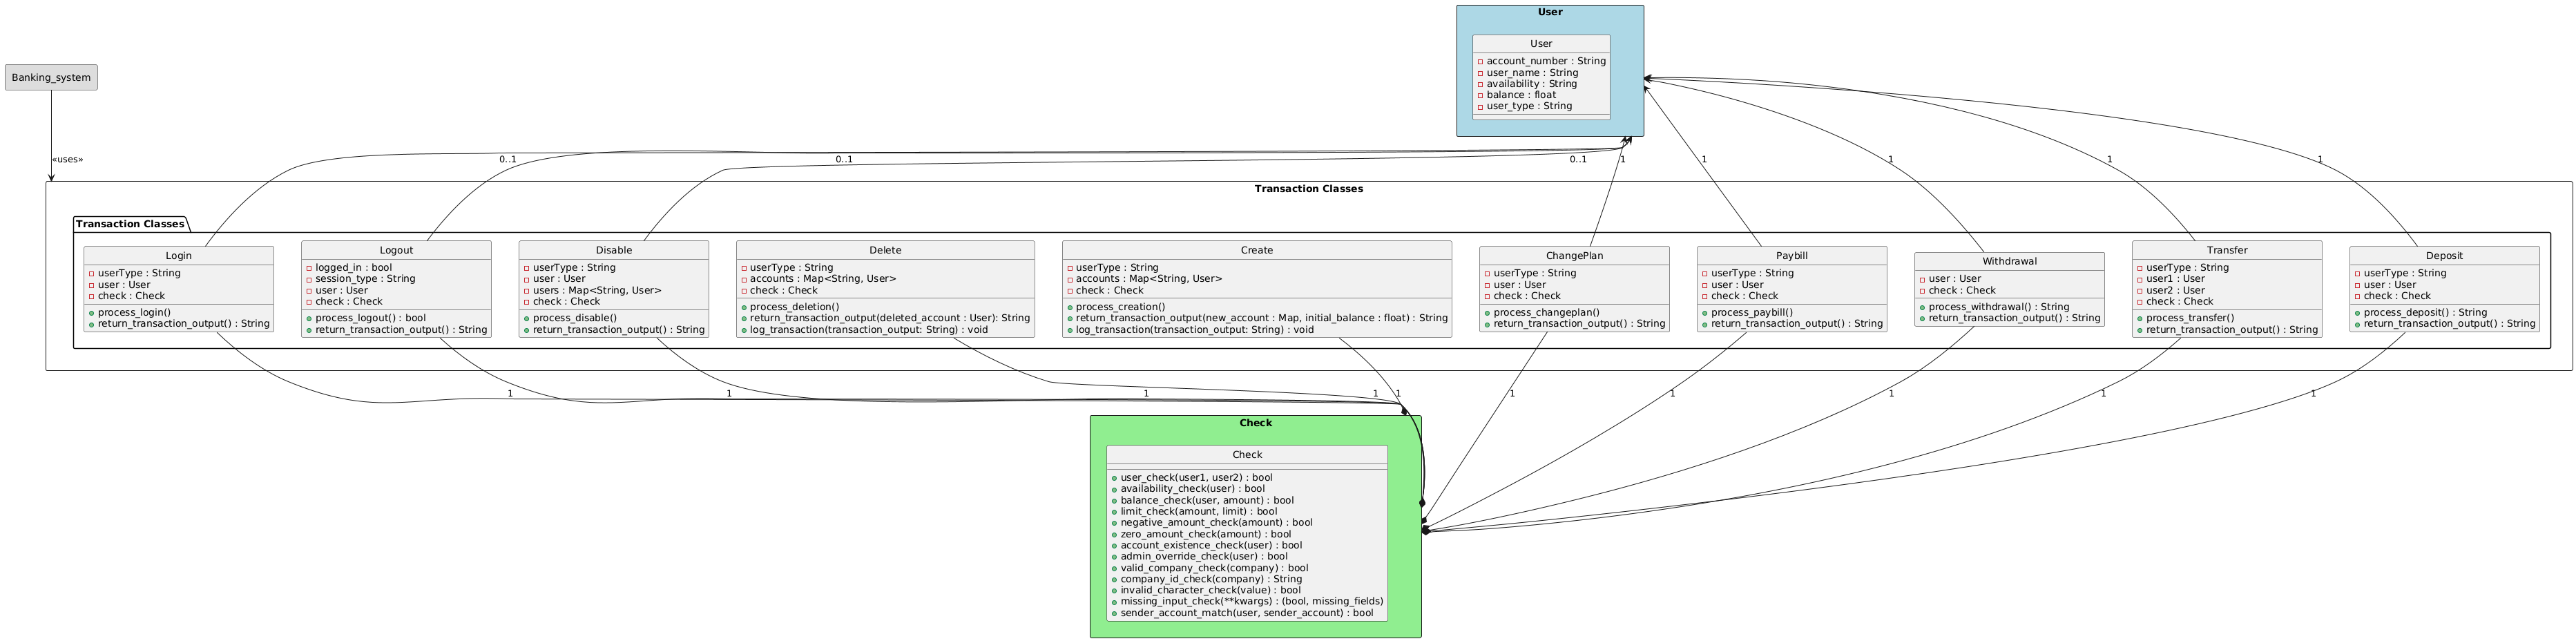 User
User
account_number : String
user_name : String
availability : String
balance : float
user_type : String
Banking_system
«uses»
0..1
0..1
0..1
1
1
1
1
1
Transaction Classes
Transaction Classes
Login
userType : String
user : User
check : Check
process_login()
return_transaction_output() : String
Logout
logged_in : bool
session_type : String
user : User
check : Check
process_logout() : bool
return_transaction_output() : String
Disable
userType : String
user : User
users : Map<String, User>
check : Check
process_disable()
return_transaction_output() : String
Delete
userType : String
accounts : Map<String, User>
check : Check
process_deletion()
return_transaction_output(deleted_account : User): String
log_transaction(transaction_output: String) : void
Create
userType : String
accounts : Map<String, User>
check : Check
process_creation()
return_transaction_output(new_account : Map, initial_balance : float) : String
log_transaction(transaction_output: String) : void
ChangePlan
userType : String
user : User
check : Check
process_changeplan()
return_transaction_output() : String
Paybill
userType : String
user : User
check : Check
process_paybill()
return_transaction_output() : String
Withdrawal
user : User
check : Check
process_withdrawal() : String
return_transaction_output() : String
Transfer
userType : String
user1 : User
user2 : User
check : Check
process_transfer()
return_transaction_output() : String
Deposit
userType : String
user : User
check : Check
process_deposit() : String
return_transaction_output() : String
1
1
1
1
1
1
1
1
1
1
Check
Check
user_check(user1, user2) : bool
availability_check(user) : bool
balance_check(user, amount) : bool
limit_check(amount, limit) : bool
negative_amount_check(amount) : bool
zero_amount_check(amount) : bool
account_existence_check(user) : bool
admin_override_check(user) : bool
valid_company_check(company) : bool
company_id_check(company) : String
invalid_character_check(value) : bool
missing_input_check(**kwargs) : (bool, missing_fields)
sender_account_match(user, sender_account) : bool